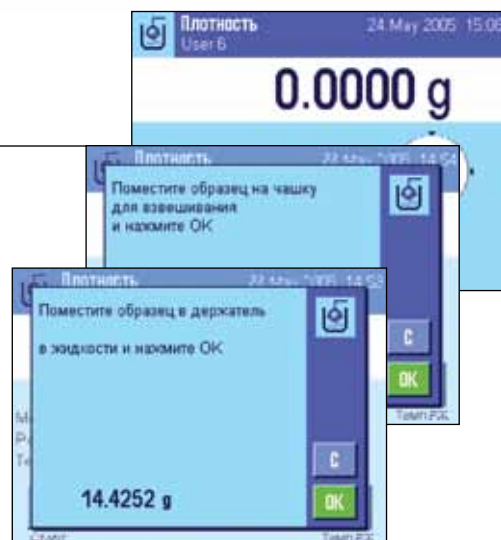 Плотность
24 May 2005 15:06
User 6
0.0000 g
Плотность
Поместите образец на чашку
для взвешивания
и нажмите OK
C
OK
Плотность
Поместите образец в держатель
в жидкости и нажмите OK
14.4252 g
C
OK